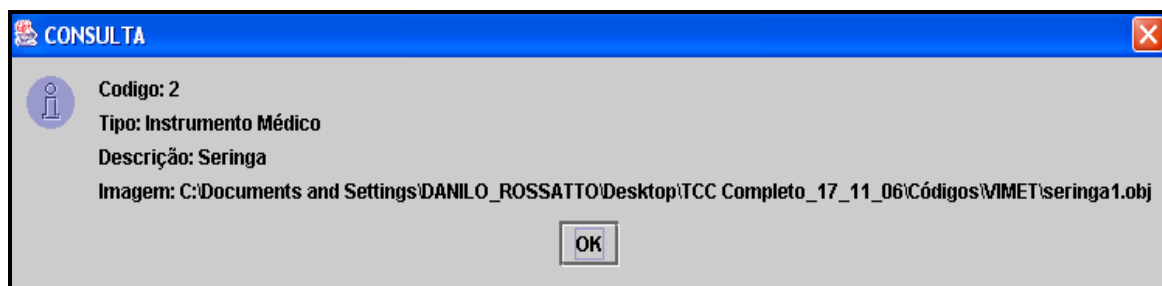 CONSULTA
Codigo: 2
Tipo: Instrumento Médico
Descrição: Seringa
Imagem: C:\Documents and Settings\DANILO_ROSSATTO\Desktop\TCC Completo_17_11_06\Códigos\VIMET\seringa1.obj
OK